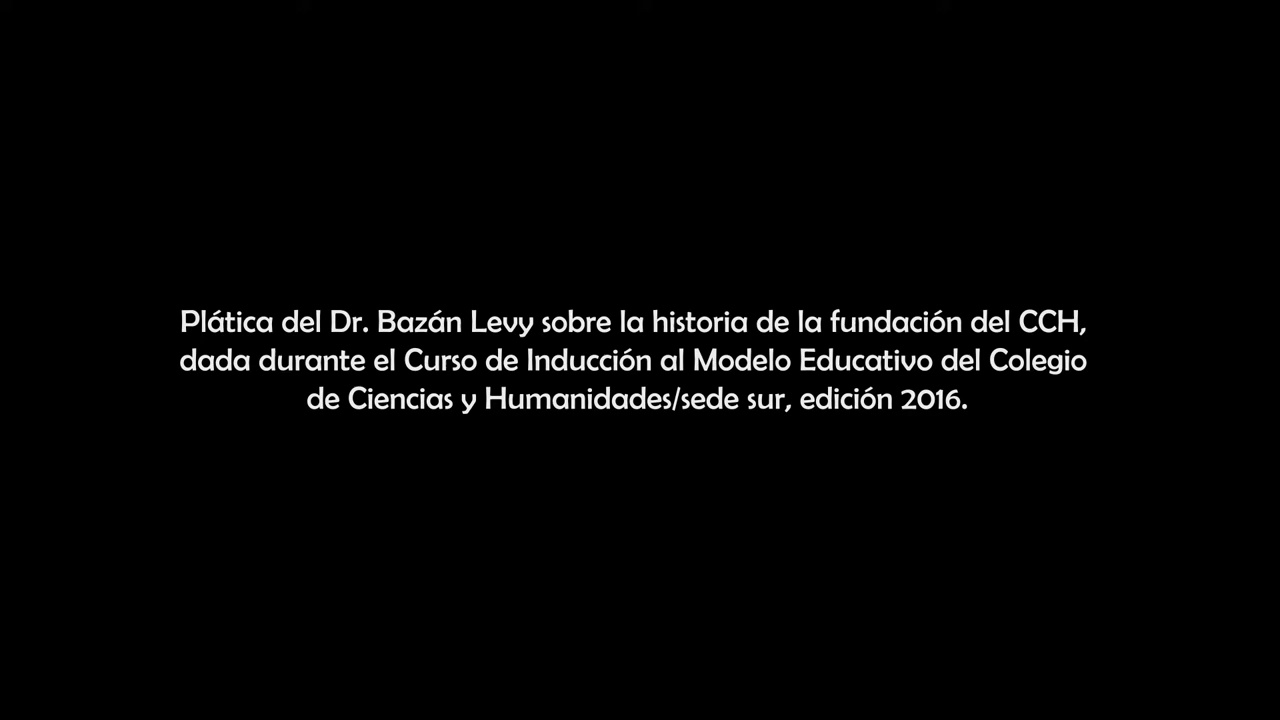 Plática del Dr. Bazán Levy sobre la historia de la fundación del CCH,
dada durante el Curso de Inducción al Modelo Educativo del Colegio
de Ciencias y Humanidades/sede sur, edición 2016.